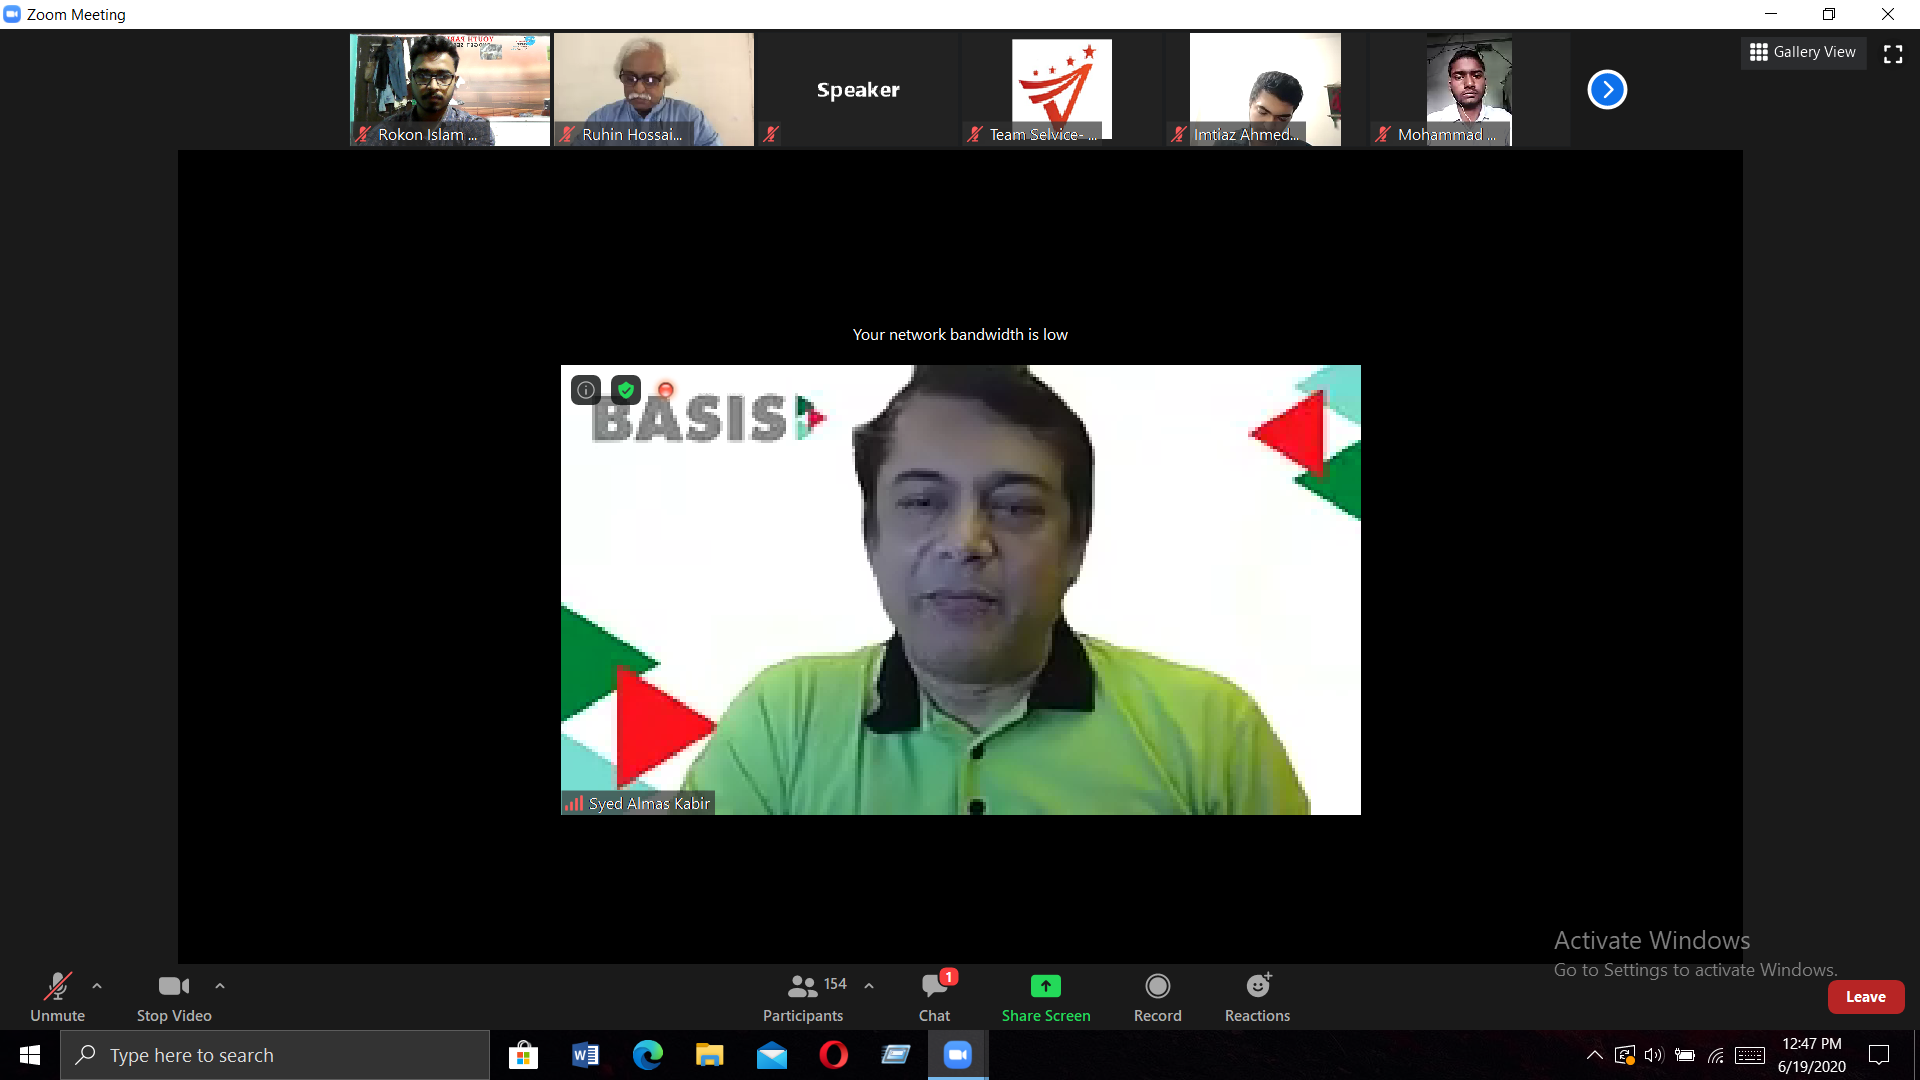 Zoom Meeting
Gallery View
YOUTH PARL
Rokon Islam ...
Ruhin Hossai...
Speaker
Team Selvice- ...
Imtiaz Ahmed...
Mohammad ...
Your network bandwidth is low
BASIS
Syed Almas Kabir
Activate Windows
Go to Settings to activate Windows.
Unmute
Stop Video
154
Participants
1
Chat
Share Screen
Record
Reactions
Leave
Type here to search
12:47 PM
6/19/2020